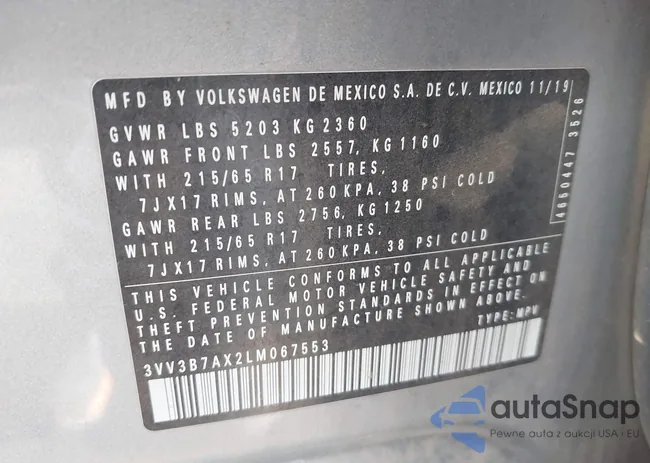 MFD BY VOLKSWAGEN DE MEXICO S.A. DE C.V. MEXICO 11/19
GVWR LBS 5203 KG 2360
GAWR FRONT LBS 2557, KG 1160
WITH 215/65 R17 TIRES,
7JX17 RIMS, AT 260 KPA, 38 PSI COLD
GAWR REAR LBS 2756, KG 1250
WITH 215/65 R17 TIRES,
7JX17 RIMS, AT 260 KPA, 38 PSI COLD
THIS VEHICLE CONFORMS TO ALL APPLICABLE
U.S. FEDERAL MOTOR VEHICLE SAFETY AND
THEFT PREVENTION STANDARDS IN EFFECT ON
THE DATE OF MANUFACTURE SHOWN ABOVE.
3VV3B7AX2LM067553 TYPE: MPV
4650447 3526
autaSnap
Pewne auta z aukcji USA i EU